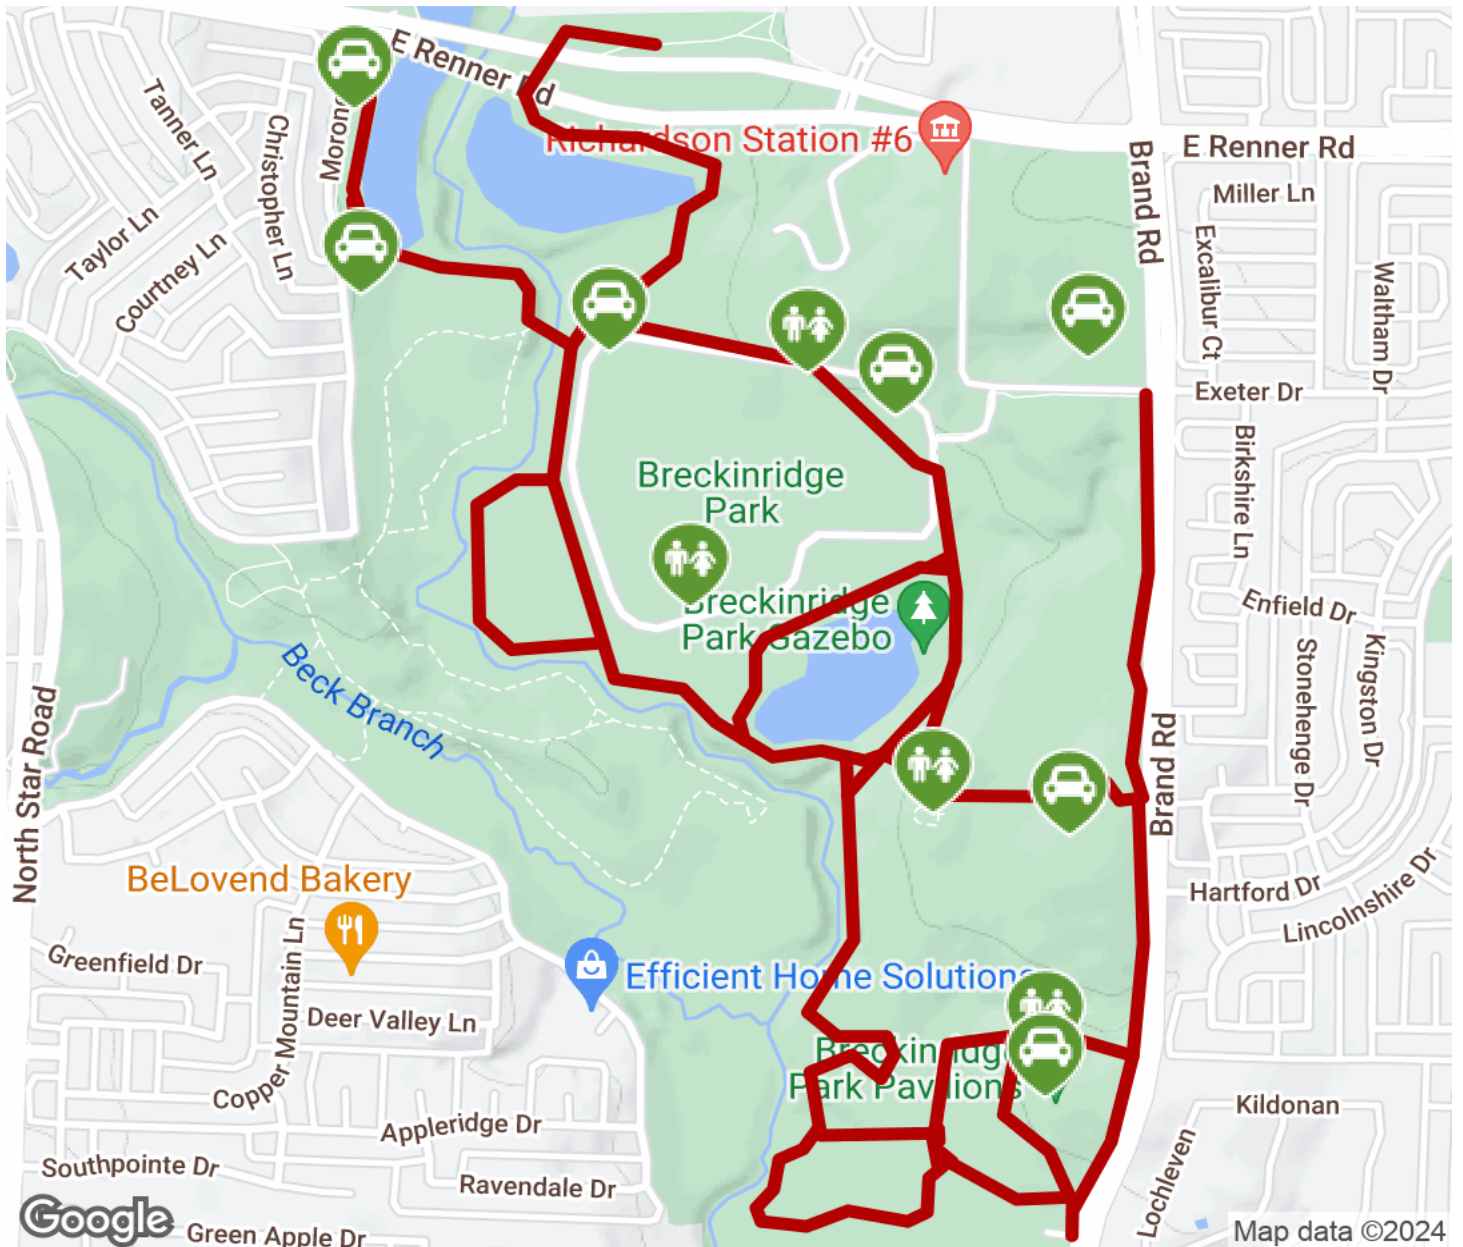 E Renner Rd
Tanner Ln
Christopher Ln
Richardson Station #6
E Renner Rd
Brand Rd
Miller Ln
Taylor Ln
Courtney Ln
Excalibur Ct
Waltham Dr
Exeter Dr
Birkshire Ln
Breckinridge
Park
Breckinridge
Park Gazebo
Enfield Dr
Stonehenge Dr
Kingston Dr
Beck Branch
North Star Road
Brand Rd
BeLovend Bakery
Hartford Dr
Lincolnshire Dr
Greenfield Dr
Copper Mountain Ln
Efficient Home Solutions
Deer Valley Ln
Breckinridge
Park Pavilions
Appleridge Dr
Kildonan
Southpointe Dr
Ravendale Dr
Lochleven
Google
Green Apple Dr
Map data ©2024